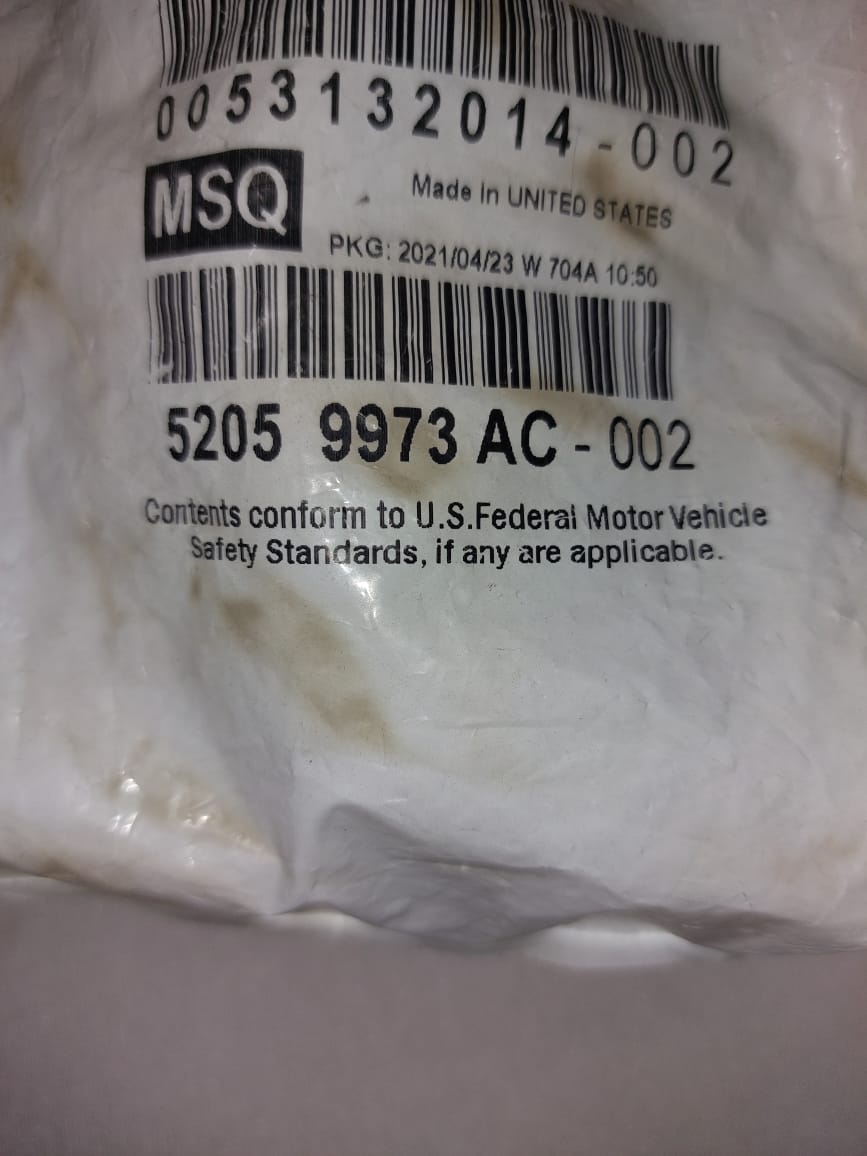 0053132014-002
MSQ
Made in UNITED STATES
PKG: 2021/04/23 W 704A 10:50
5205 9973 AC - 002
Contents conform to U.S.Federal Motor Vehicle
Safety Standards, if any are applicable.